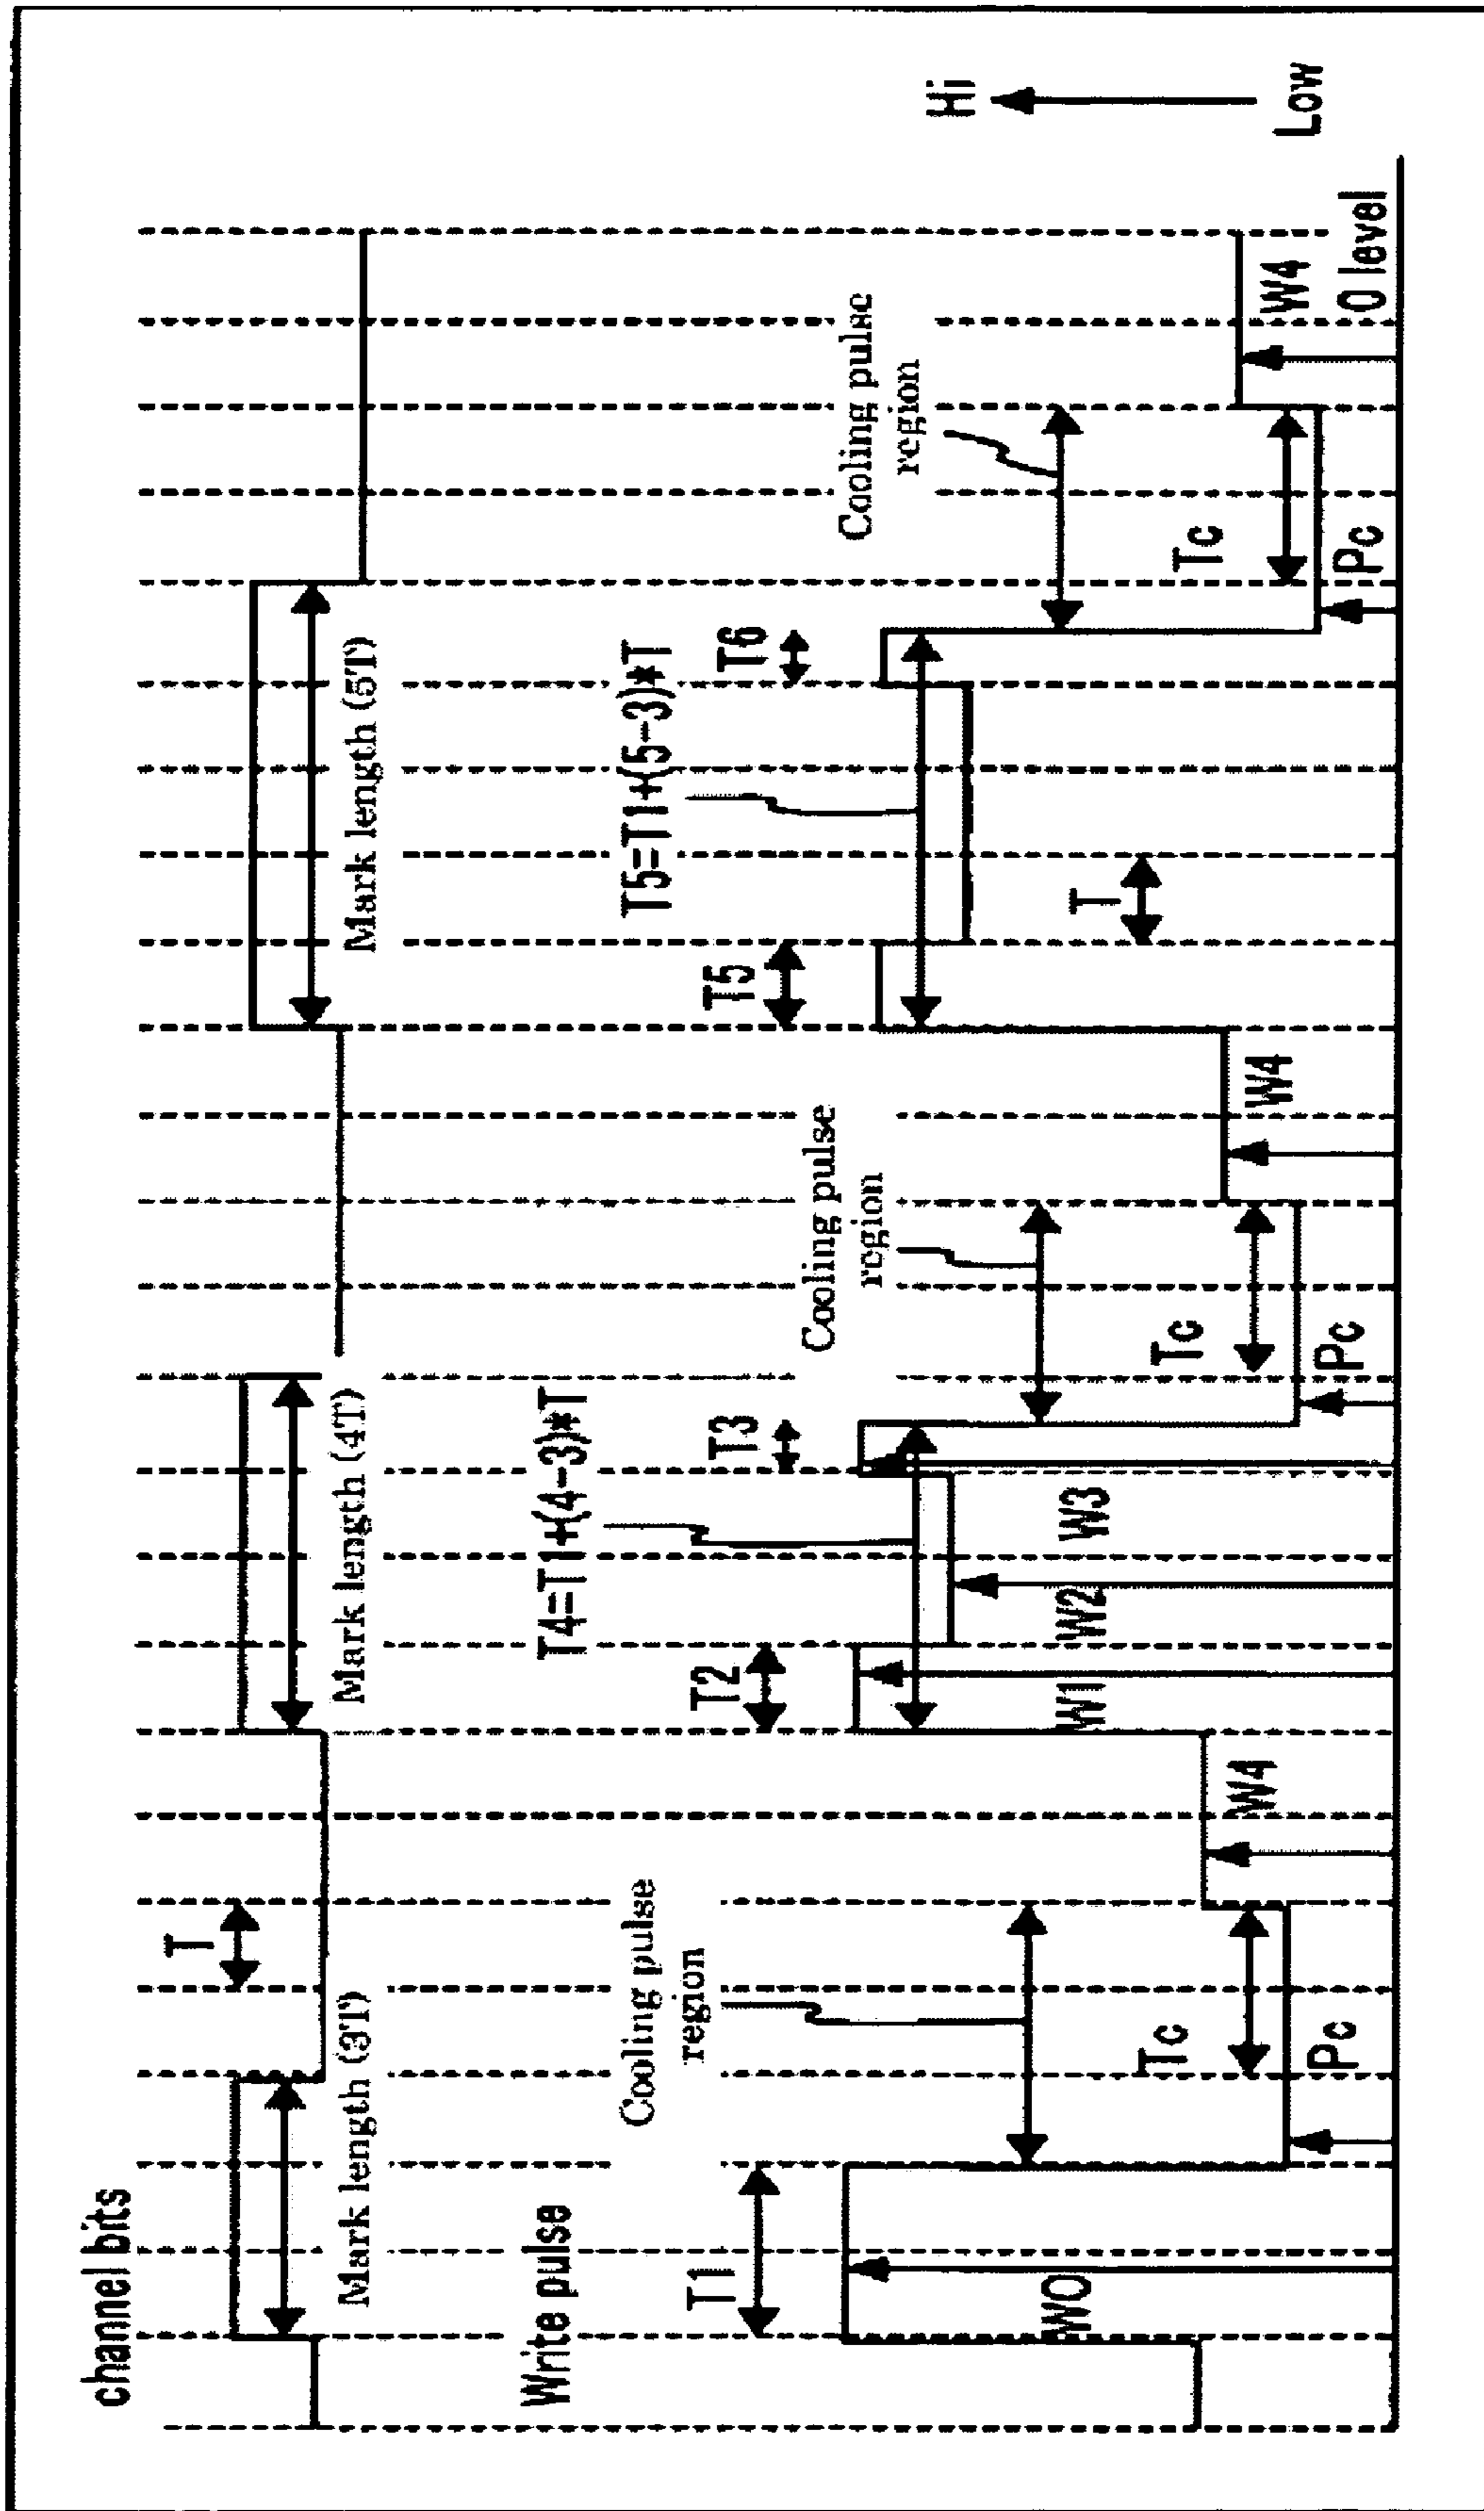 channel bits
T
Mark length (3T)
Mark length (4T)
Mark length (5T)
Write pulse
T4=T1+(4-3)*T
T5=T1+(5-3)*T
T1
T2
T3
T5
T6
Cooling pulse
region
Cooling pulse
region
Cooling pulse
region
Hi
Low
W0
W1
W2
W3
T
Tc
Tc
Tc
W4
W4
W4
Pc
Pc
Pc
0 level